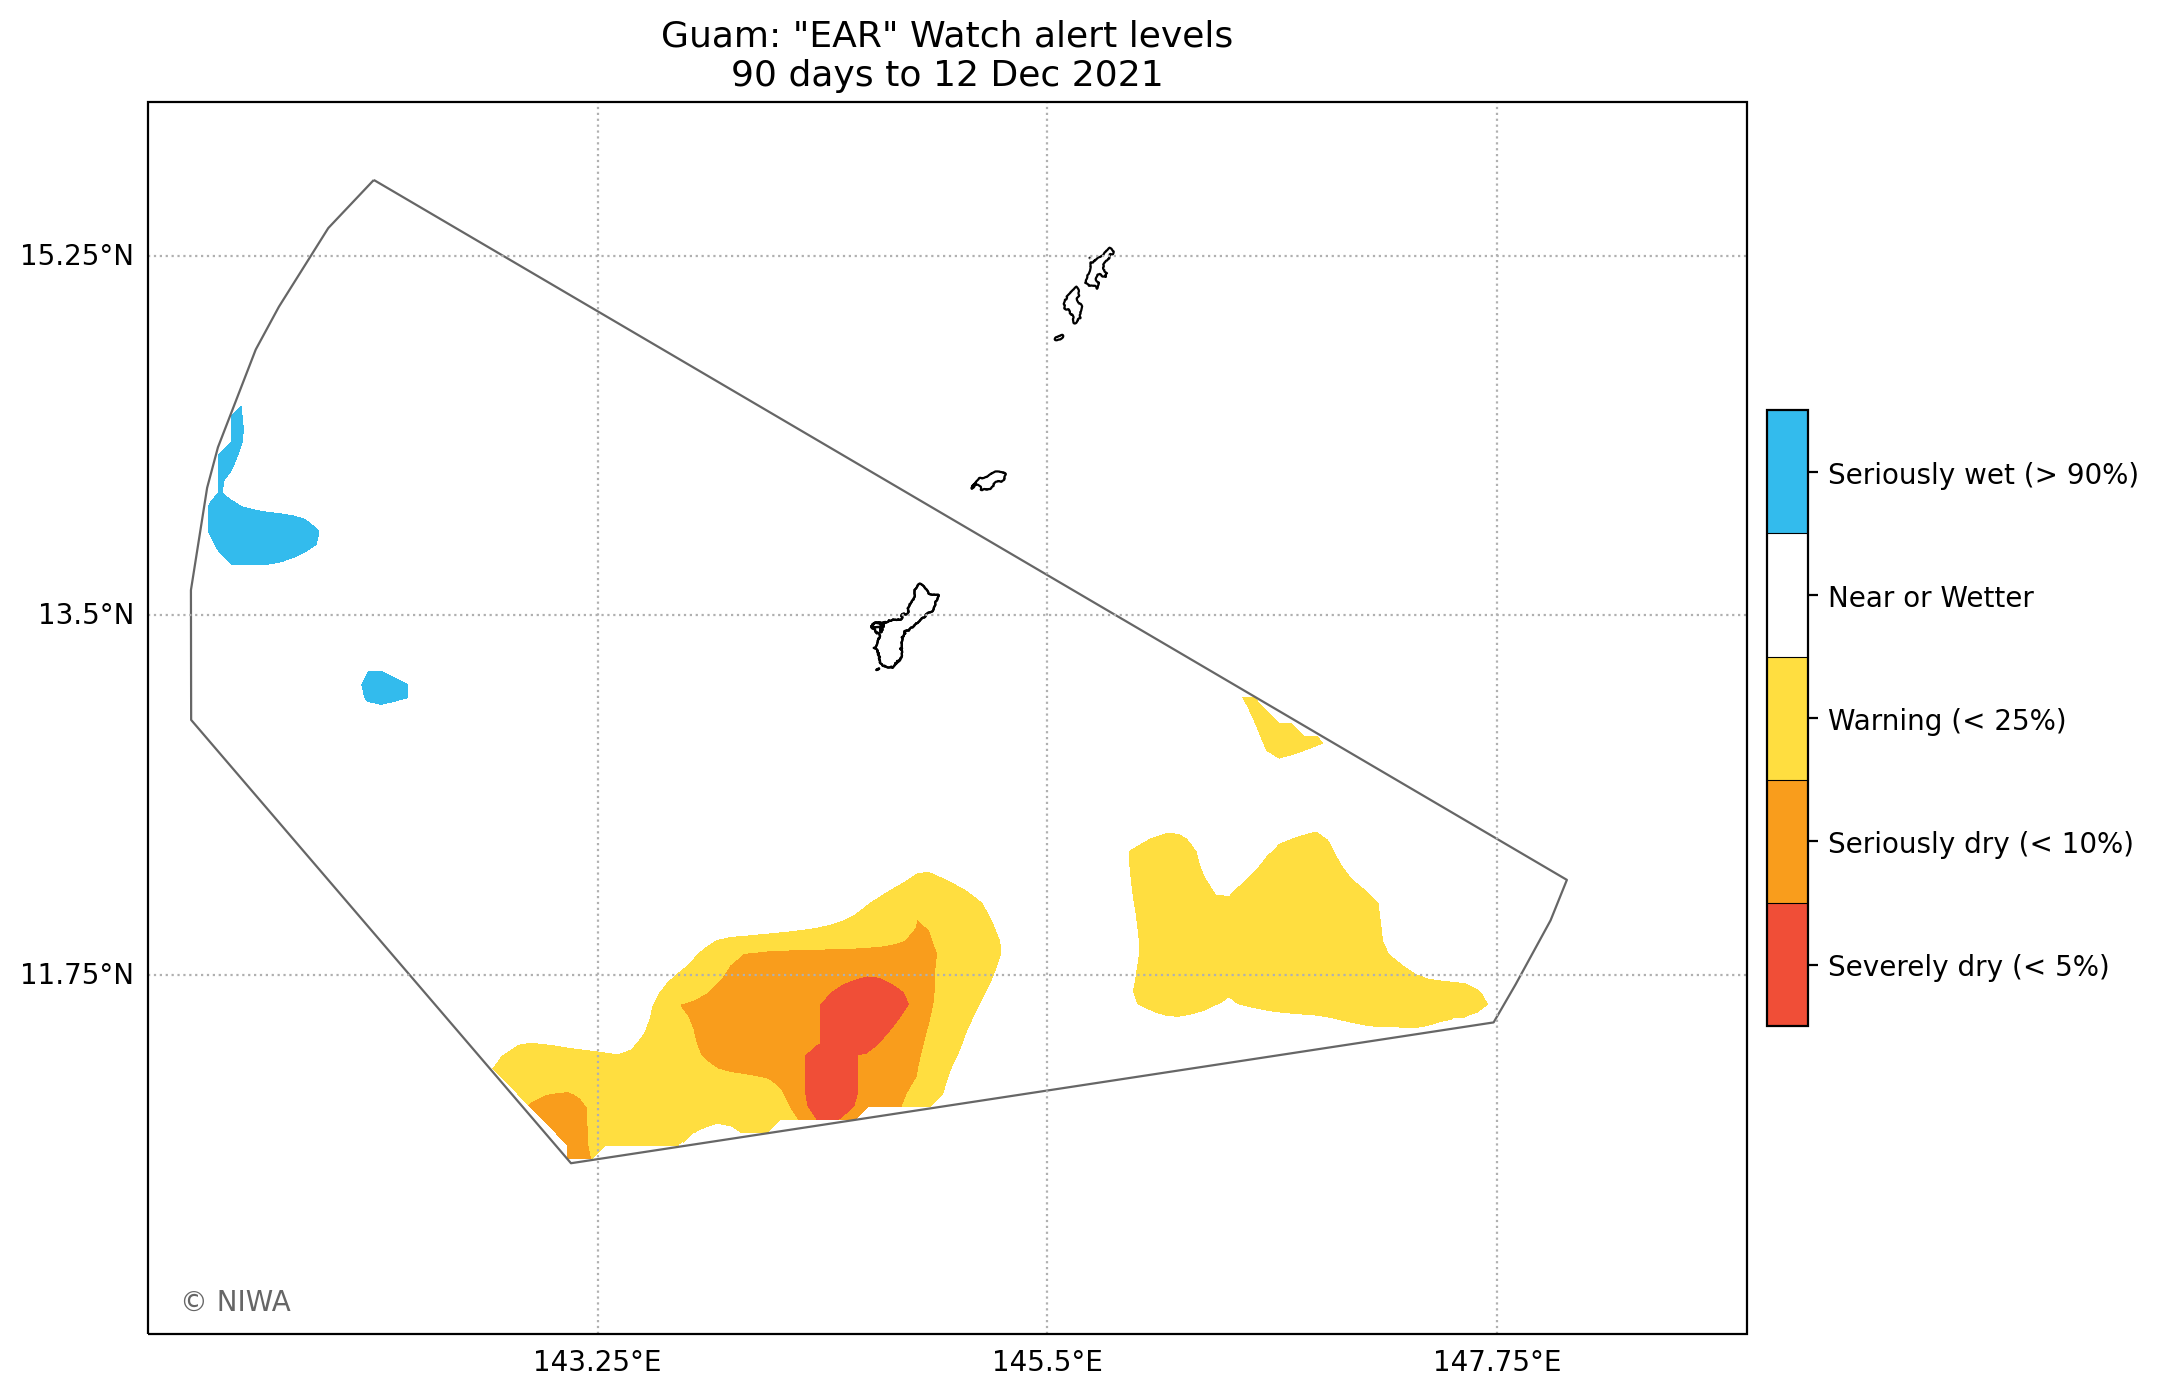 Guam: "EAR" Watch alert levels
90 days to 12 Dec 2021
15.25°N
13.5°N
11.75°N
143.25°E
145.5°E
147.75°E
Seriously wet (> 90%)
Near or Wetter
Warning (< 25%)
Seriously dry (< 10%)
Severely dry (< 5%)
© NIWA